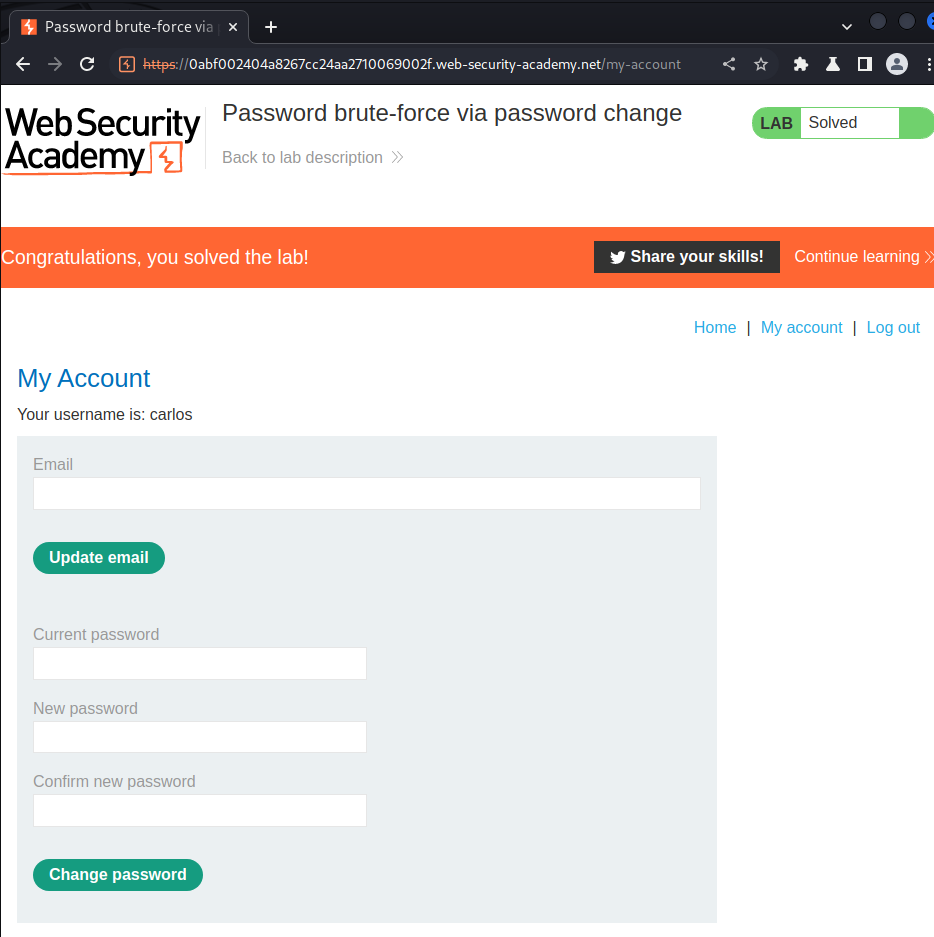 Password brute-force via p
https://0abf002404a8267cc24aa2710069002f.web-security-academy.net/my-account
Web Security
Academy
Password brute-force via password change
Back to lab description
LAB Solved
Congratulations, you solved the lab!
Share your skills!
Continue learning
Home | My account | Log out
My Account
Your username is: carlos
Email
Update email
Current password
New password
Confirm new password
Change password